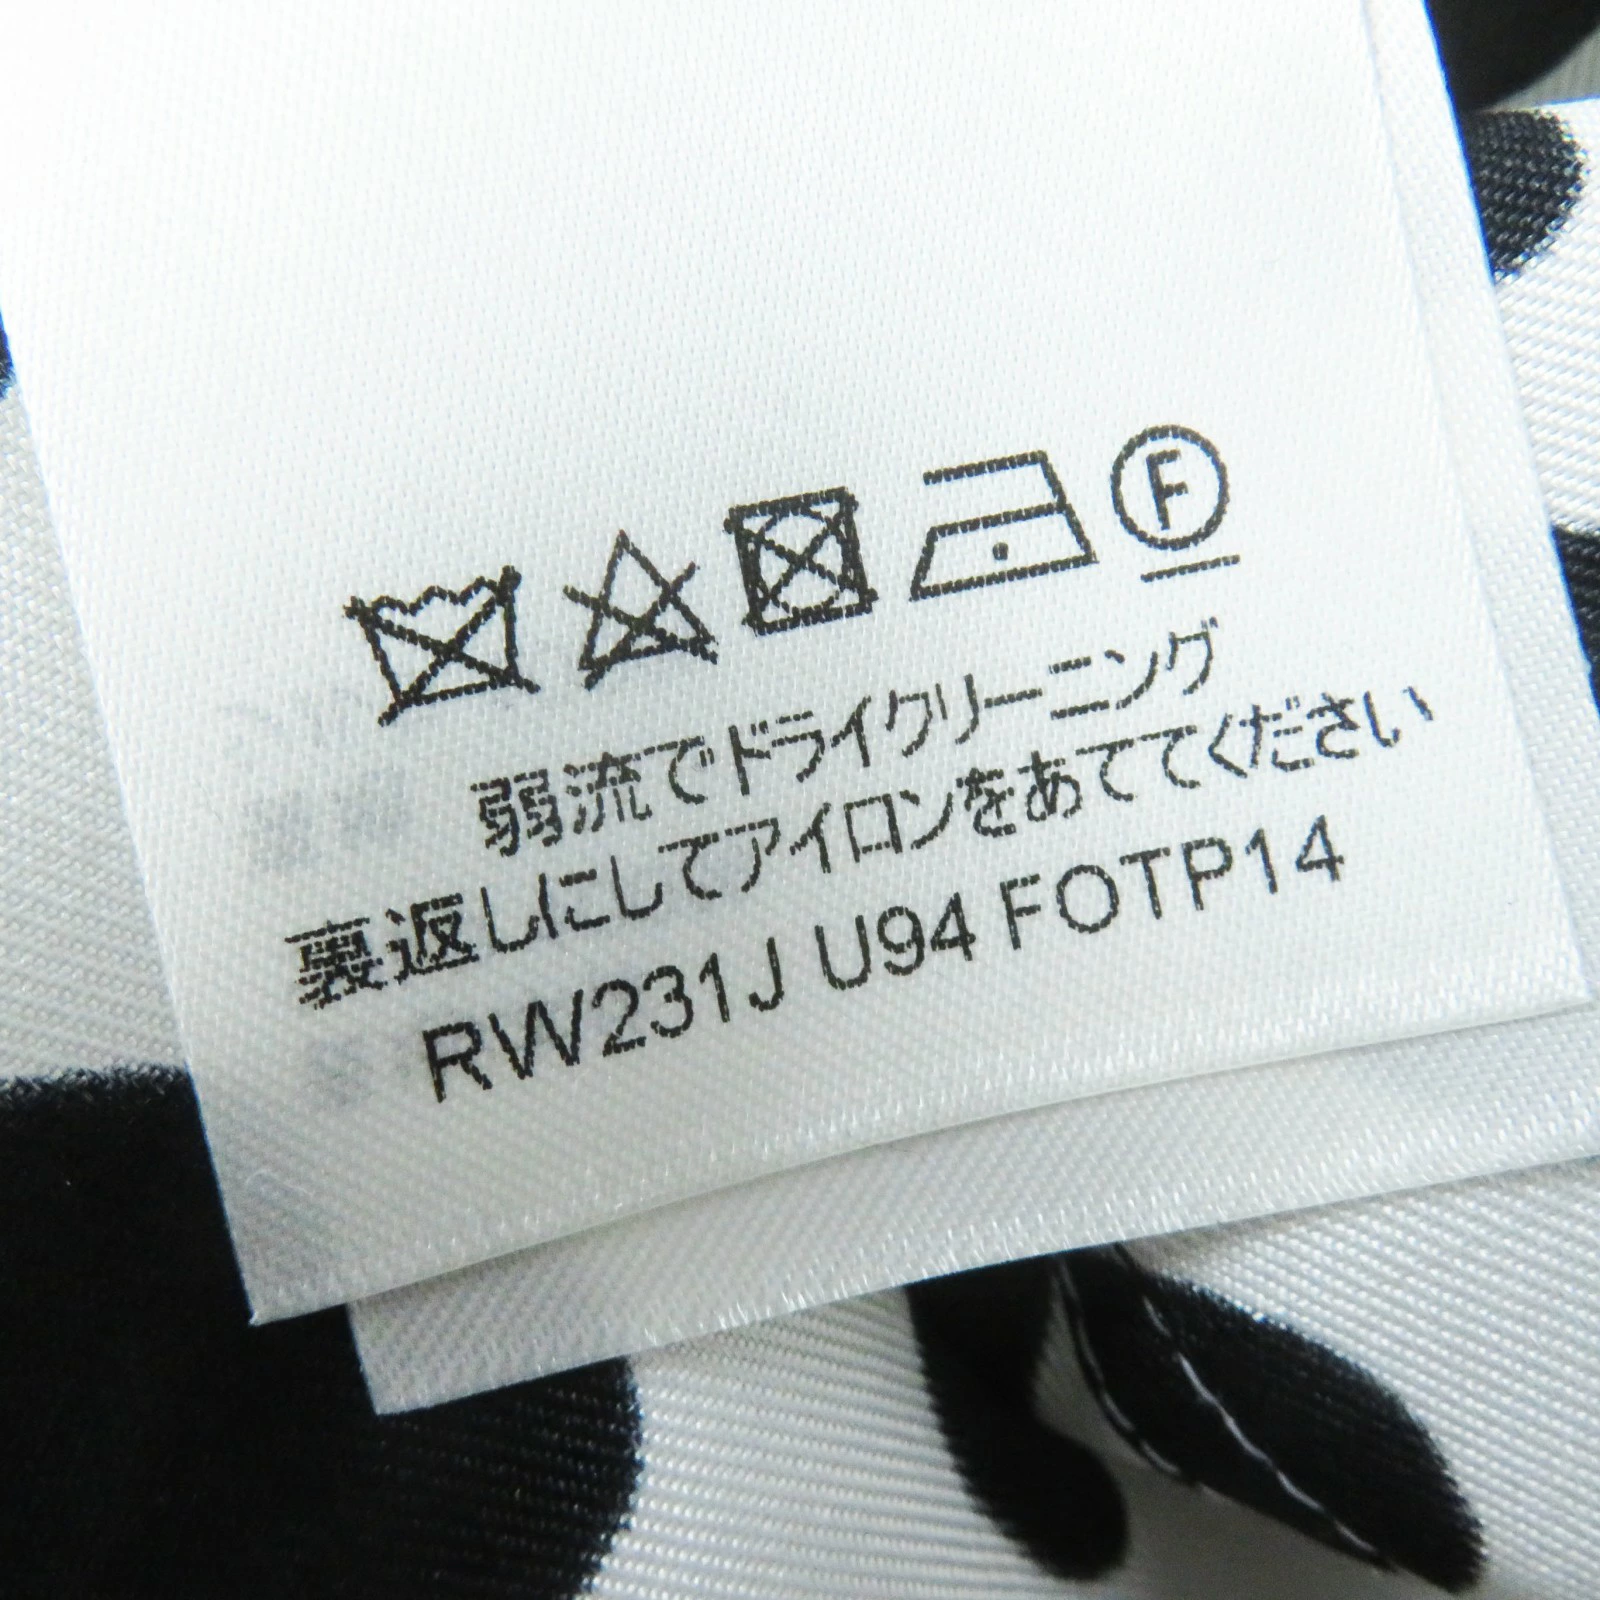 F
弱流でドライクリーニング
裏返しにしてアイロンをあててください
RW231J U94 FOTP14